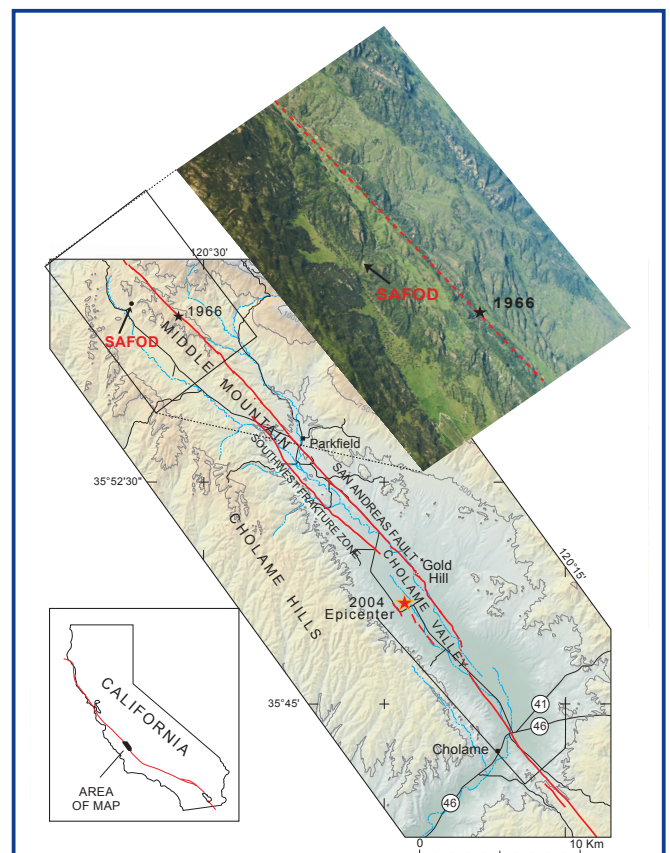 SAFOD
1966
120°30'
1966
SAFOD
MIDDLE MOUNTAIN
Parkfield
500
35°52'30"
SOUTHWEST FRAKTURE ZONE
SAN ANDREAS FAULT
CHOLAME HILLS
Gold
Hill
120°15'
CHOLAME VALLEY
2004
Epicenter
35°45'
41
46
Cholame
46
CALIFORNIA
AREA
OF MAP
0 10 Km